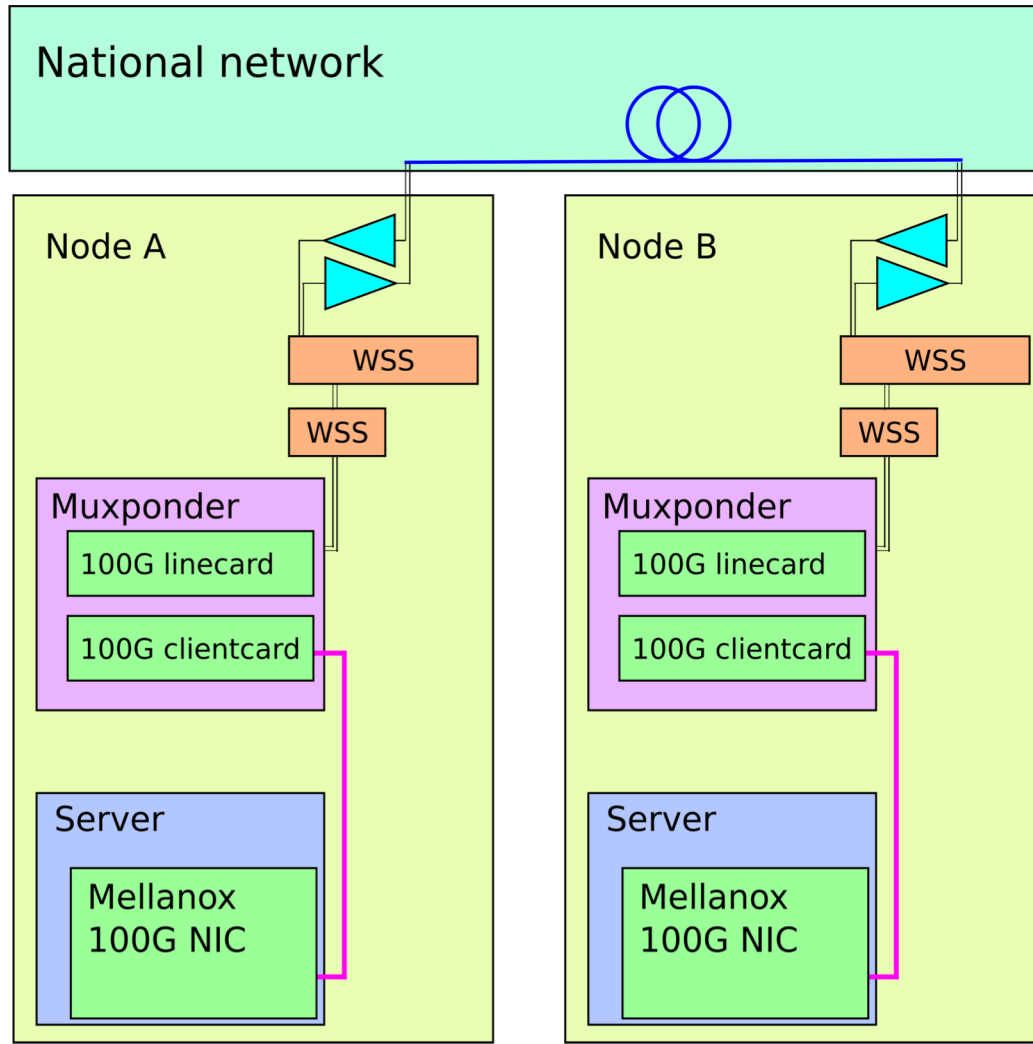 National network
Node A
WSS
WSS
Muxponder
100G linecard
100G clientcard
Server
Mellanox
100G NIC
Node B
WSS
WSS
Muxponder
100G linecard
100G clientcard
Server
Mellanox
100G NIC